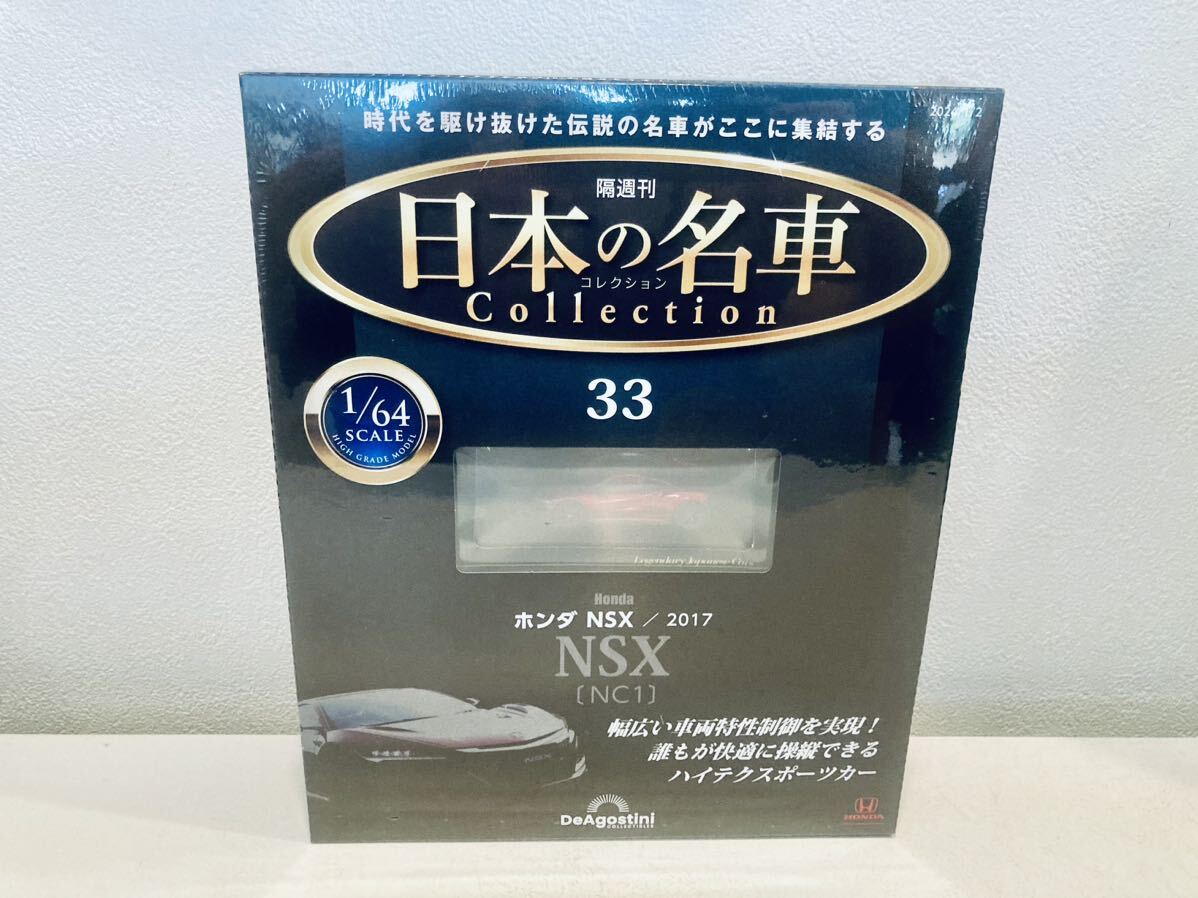 時代を駆け抜けた伝説の名車がここに集結する
隔週刊
日本の名車
コレクション
Collection
33
1/64
SCALE
HIGH GRADE MODEL
Legendary Japanese Cars
Honda
ホンダ NSX / 2017
NSX
〔NC1〕
幅広い車両特性制御を実現！
誰もが快適に操縦できる
ハイテクスポーツカー
NSX
DeAgostini
COLLECTIBLES
HONDA